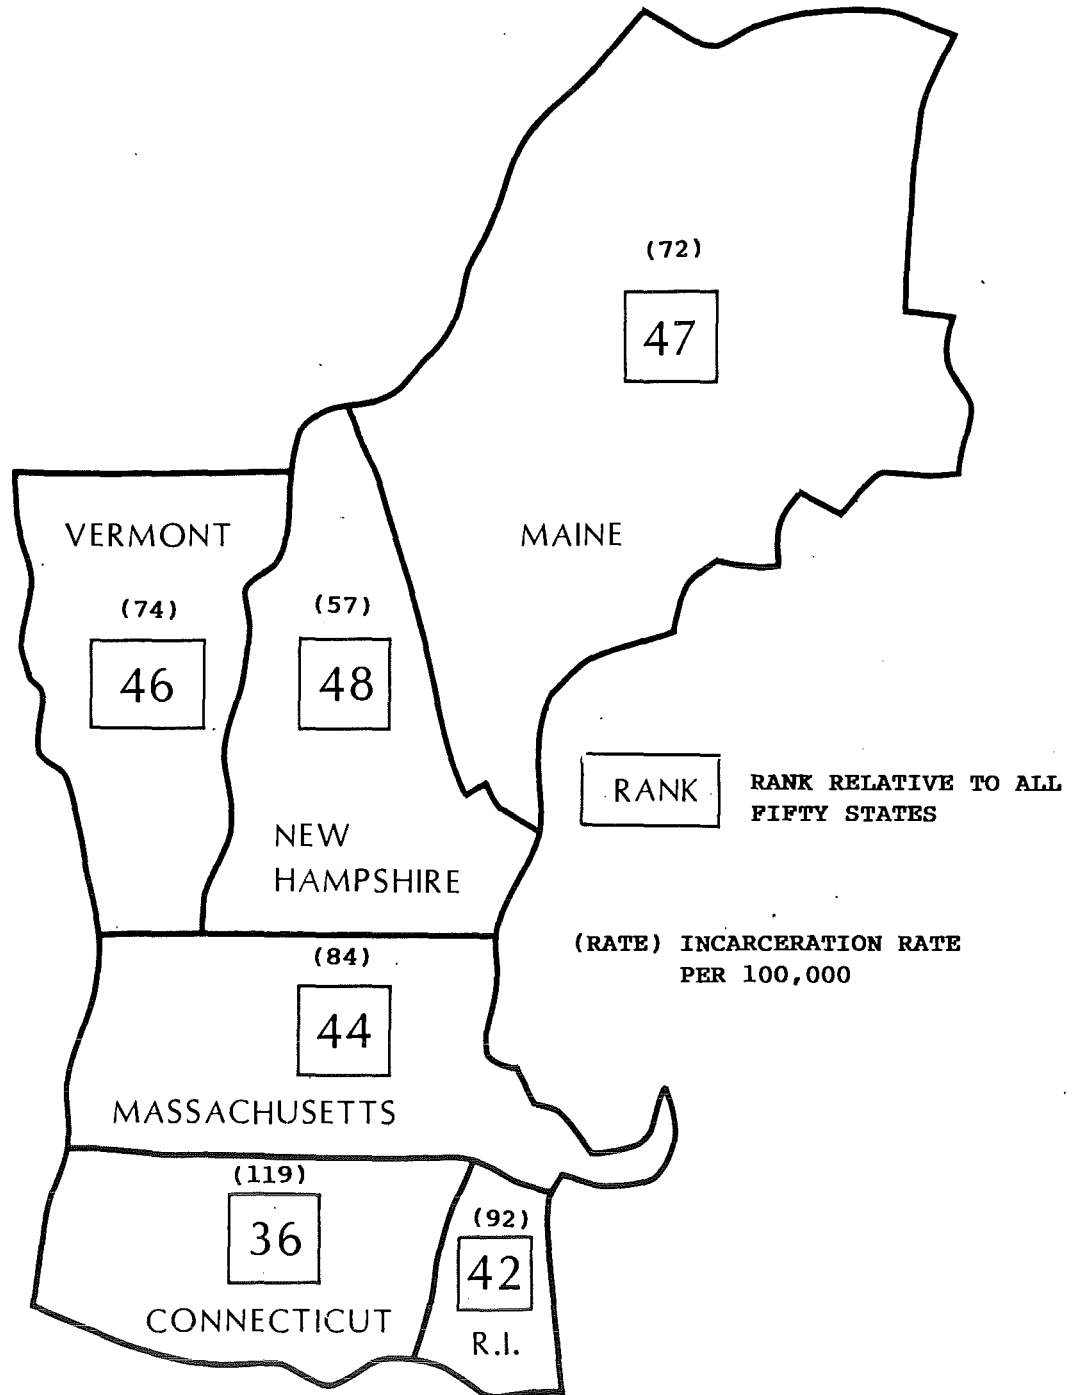 (72)
47
MAINE
VERMONT
(74)
46
(57)
48
NEW
HAMPSHIRE
RANK
RANK RELATIVE TO ALL
FIFTY STATES
(RATE) INCARCERATION RATE
PER 100,000
(84)
44
MASSACHUSETTS
(119)
36
CONNECTICUT
(92)
42
R.I.